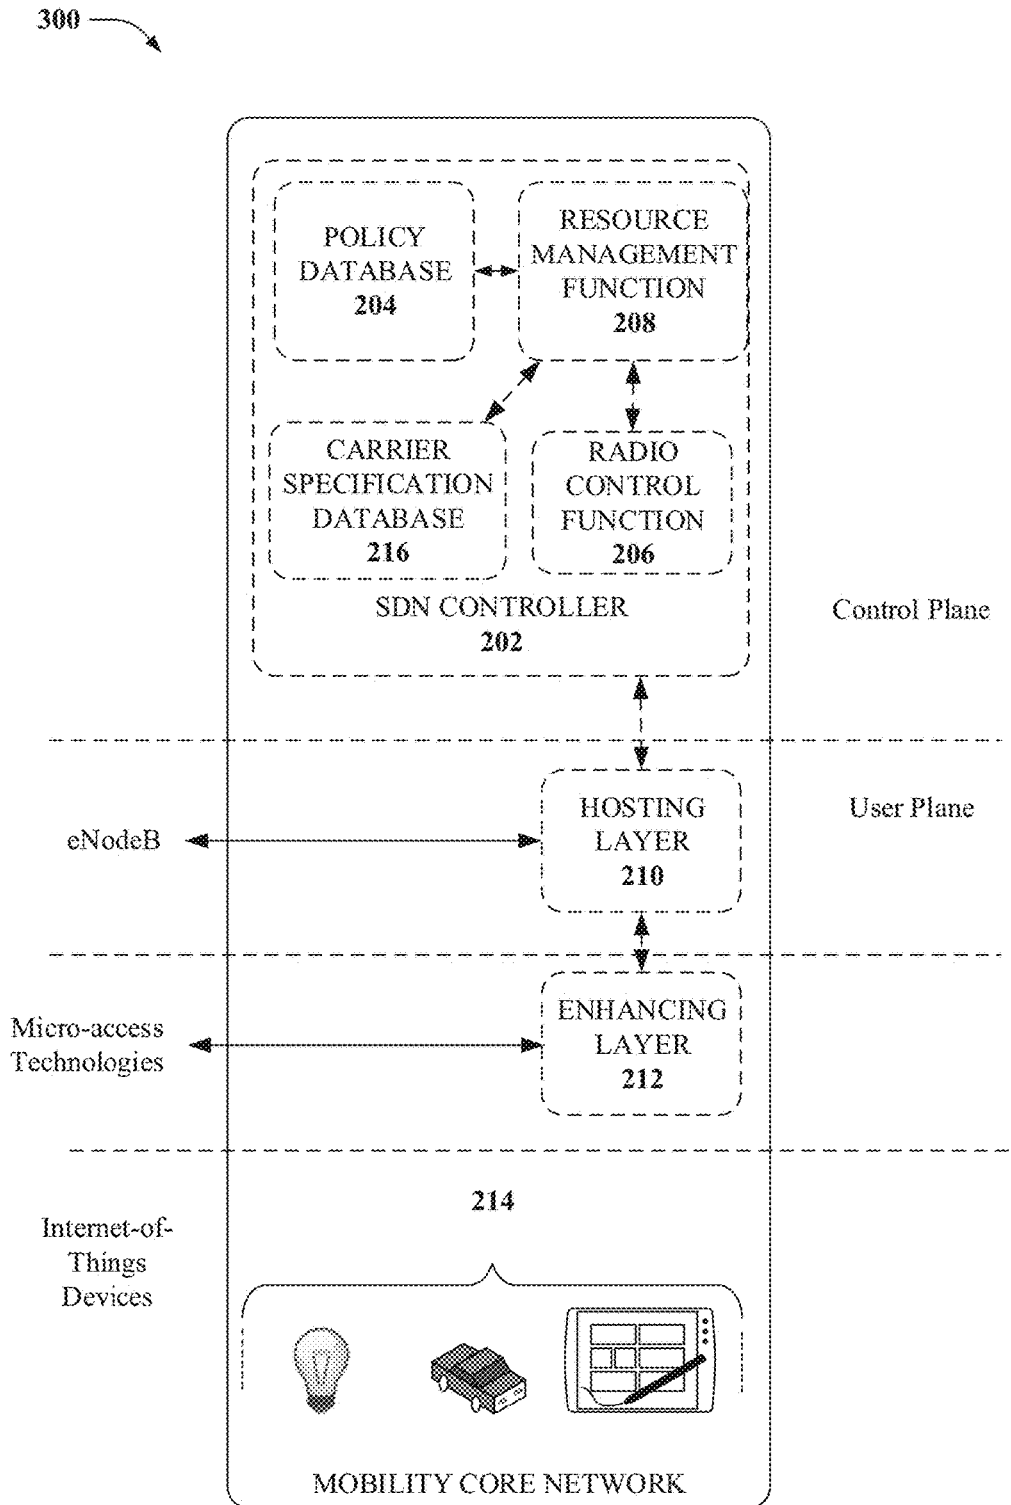 300
POLICY
DATABASE
204
RESOURCE
MANAGEMENT
FUNCTION
208
CARRIER
SPECIFICATION
DATABASE
216
RADIO
CONTROL
FUNCTION
206
SDN CONTROLLER
202
Control Plane
eNodeB
HOSTING
LAYER
210
User Plane
Micro-access
Technologies
ENHANCING
LAYER
212
214
Internet-of-
Things
Devices
MOBILITY CORE NETWORK